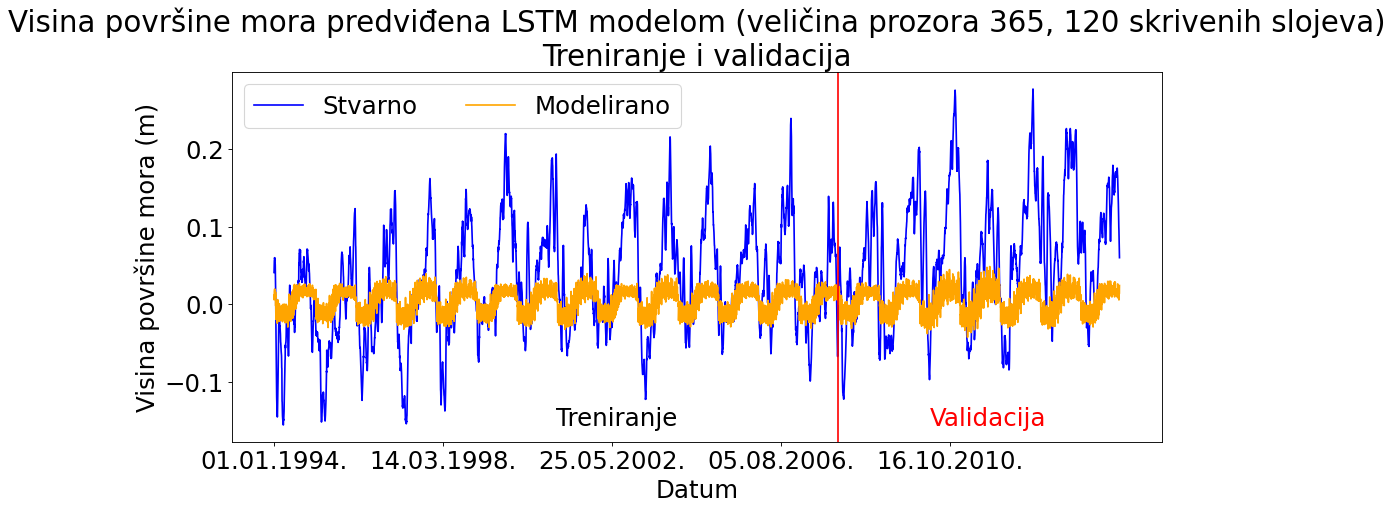 Visina površine mora predviđena LSTM modelom (veličina prozora 365, 120 skrivenih slojeva)
Treniranje i validacija
Stvarno Modelirano
Visina površine mora (m)
0.2
0.1
0.0
−0.1
Treniranje Validacija
01.01.1994. 14.03.1998. 25.05.2002. 05.08.2006. 16.10.2010.
Datum